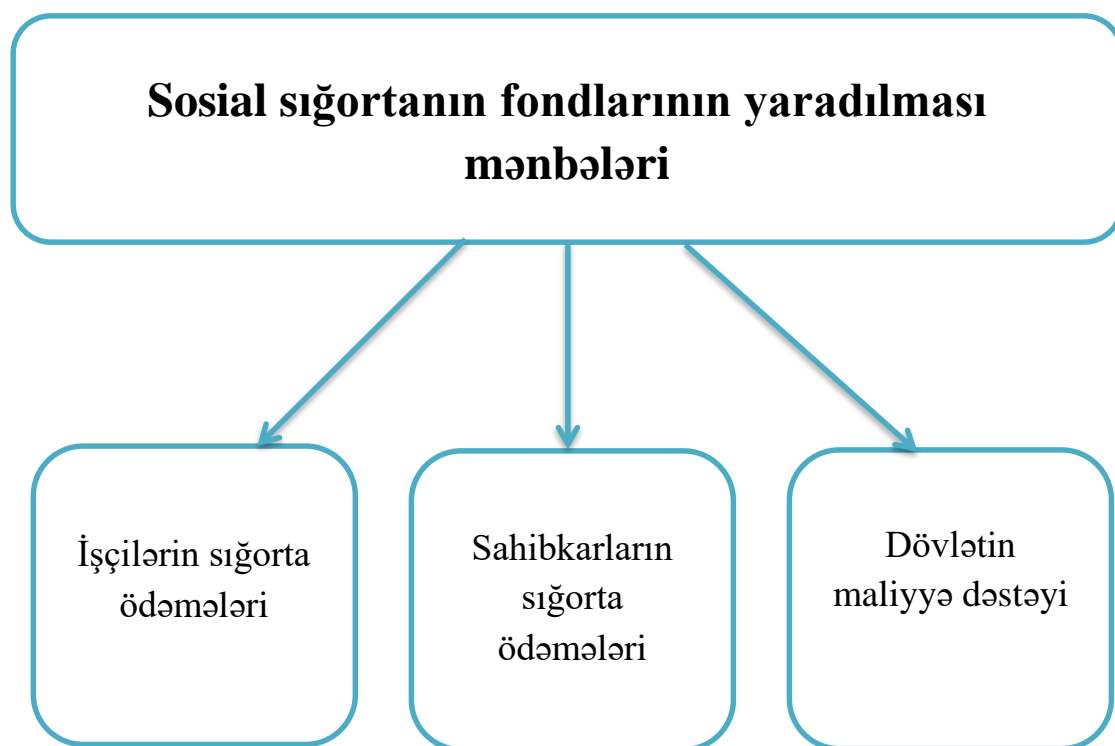 Sosial sığortanın fondlarının yaradılması
mənbələri
İşçilərin sığorta
ödəmələri
Sahibkarların
sığorta
ödəmələri
Dövlətin
maliyyə dəstəyi